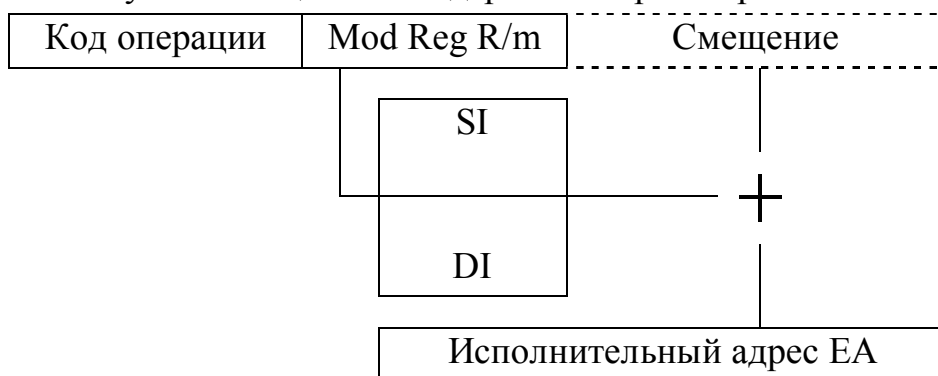 Код операции Mod Reg R/m Смещение
SI
+
DI
Исполнительный адрес EA